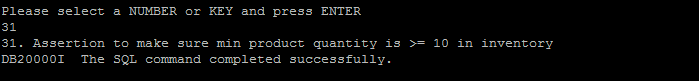 Please select a NUMBER or KEY and press ENTER
31
31. Assertion to make sure min product quantity is >= 10 in inventory
DB20000I  The SQL command completed successfully.